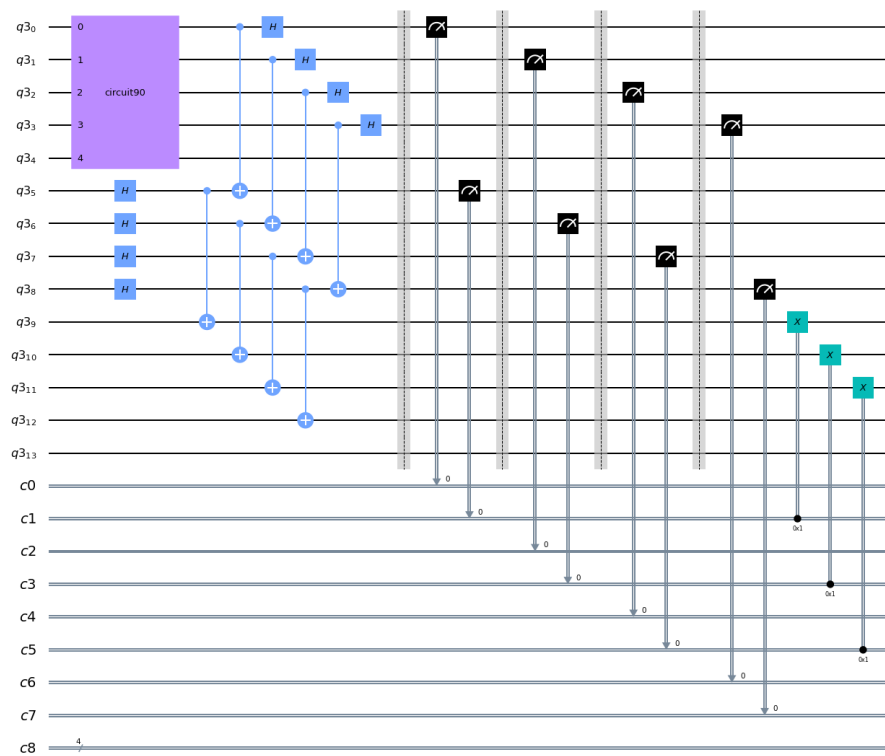 q3₀ 0 H
q3₁ 1 H
q3₂ 2 circuit90 H
q3₃ 3 H
q3₄ 4
q3₅ H
q3₆ H
q3₇ H
q3₈ H
q3₉ X
q3₁₀ X
q3₁₁ X
q3₁₂
q3₁₃
c0 0
c1 0 0x1
c2 0
c3 0 0x1
c4 0
c5 0 0x1
c6 0
c7 0
c8 4